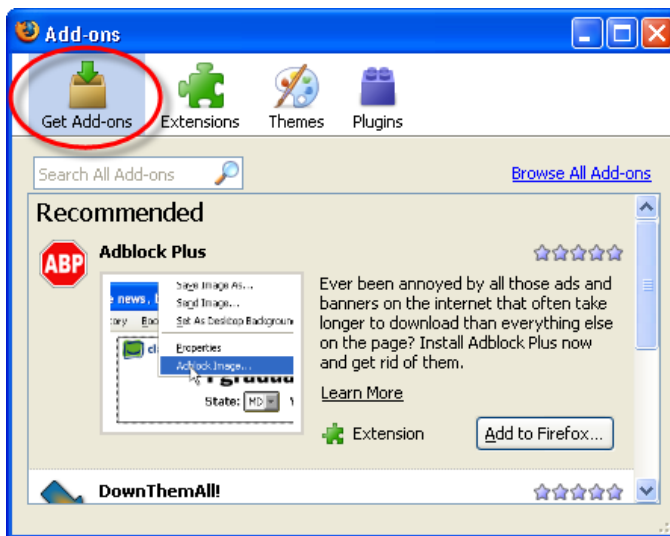 Add-ons
Get Add-ons Extensions Themes Plugins
Search All Add-ons Browse All Add-ons
Recommended
ABP Adblock Plus
Save Image As...
Send Image...
Set As Desktop Background
Properties
Adblock Image...
e news,
State: MD
Ever been annoyed by all those ads and
banners on the internet that often take
longer to download than everything else
on the page? Install Adblock Plus now
and get rid of them.
Learn More
Extension Add to Firefox...
DownThemAll!